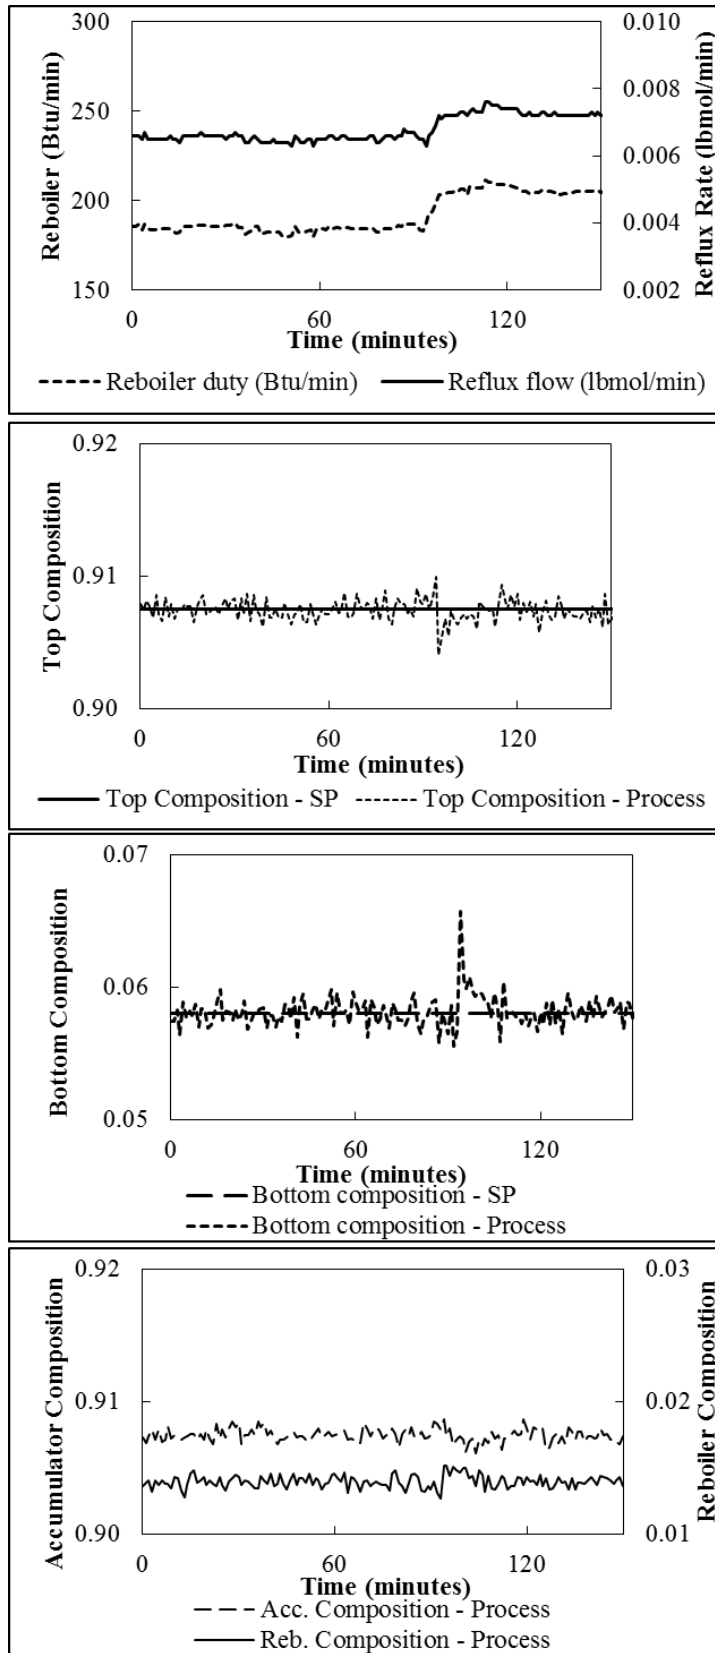 Reboiler (Btu/min)
300
250
200
150
0.010
0.008
0.006
0.004
0.002
Reflux Rate (lbmol/min)
0 60 120
Time (minutes)
Reboiler duty (Btu/min) Reflux flow (lbmol/min)
Top Composition
0.92
0.91
0.90
0 60 120
Time (minutes)
Top Composition - SP Top Composition - Process
Bottom Composition
0.07
0.06
0.05
0 60 120
Time (minutes)
Bottom composition - SP
Bottom composition - Process
Accumulator Composition
0.92
0.91
0.90
0.03
0.02
0.01
Reboiler Composition
0 60 120
Time (minutes)
Acc. Composition - Process
Reb. Composition - Process